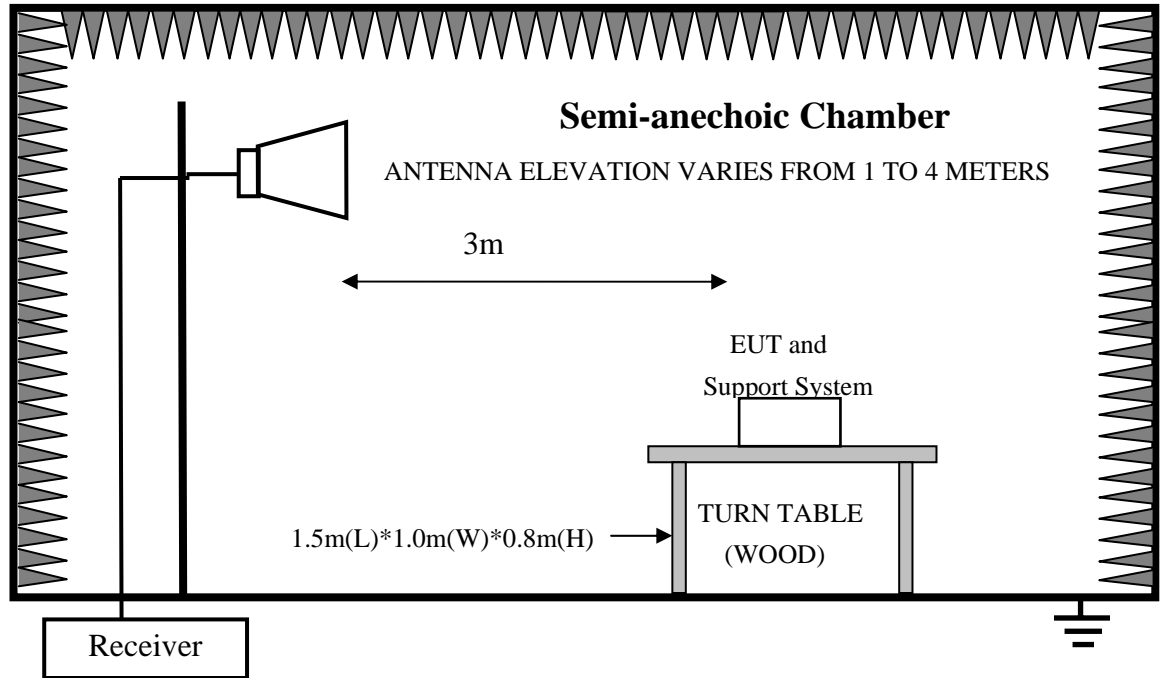 Semi-anechoic Chamber
ANTENNA ELEVATION VARIES FROM 1 TO 4 METERS
3m
EUT and
Support System
1.5m(L)*1.0m(W)*0.8m(H)
TURN TABLE
(WOOD)
Receiver